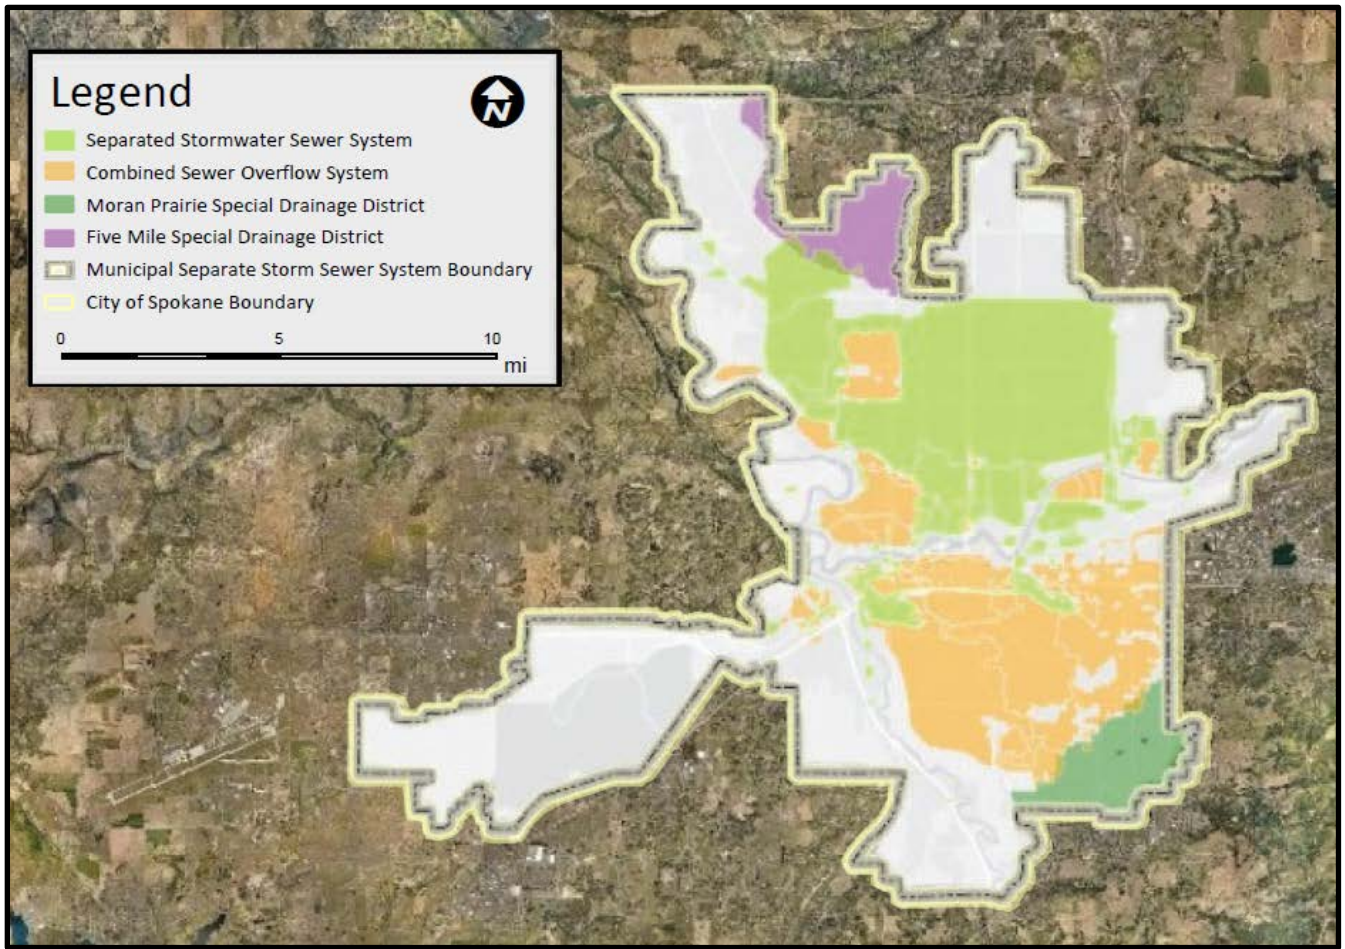 Legend
N
Separated Stormwater Sewer System
Combined Sewer Overflow System
Moran Prairie Special Drainage District
Five Mile Special Drainage District
Municipal Separate Storm Sewer System Boundary
City of Spokane Boundary
0 5 10
mi